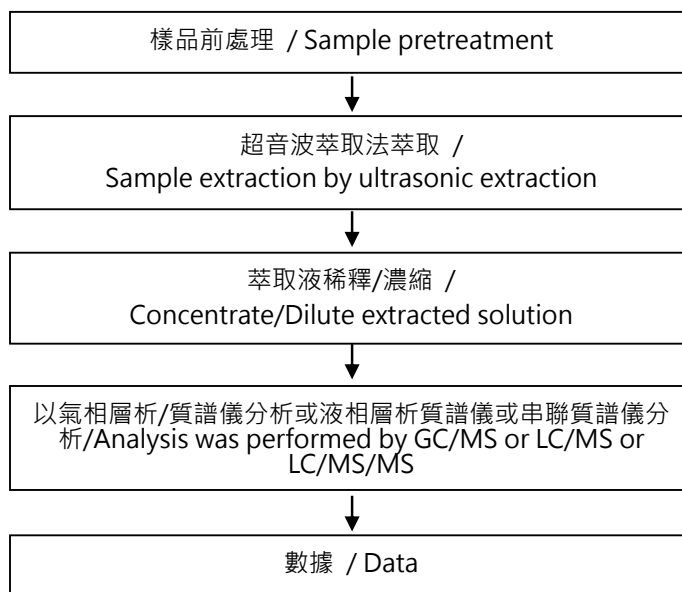 樣品前處理 / Sample pretreatment
超音波萃取法萃取 /
Sample extraction by ultrasonic extraction
萃取液稀釋/濃縮 /
Concentrate/Dilute extracted solution
以氣相層析/質譜儀分析或液相層析質譜儀或串聯質譜儀分
析/Analysis was performed by GC/MS or LC/MS or
LC/MS/MS
數據 / Data